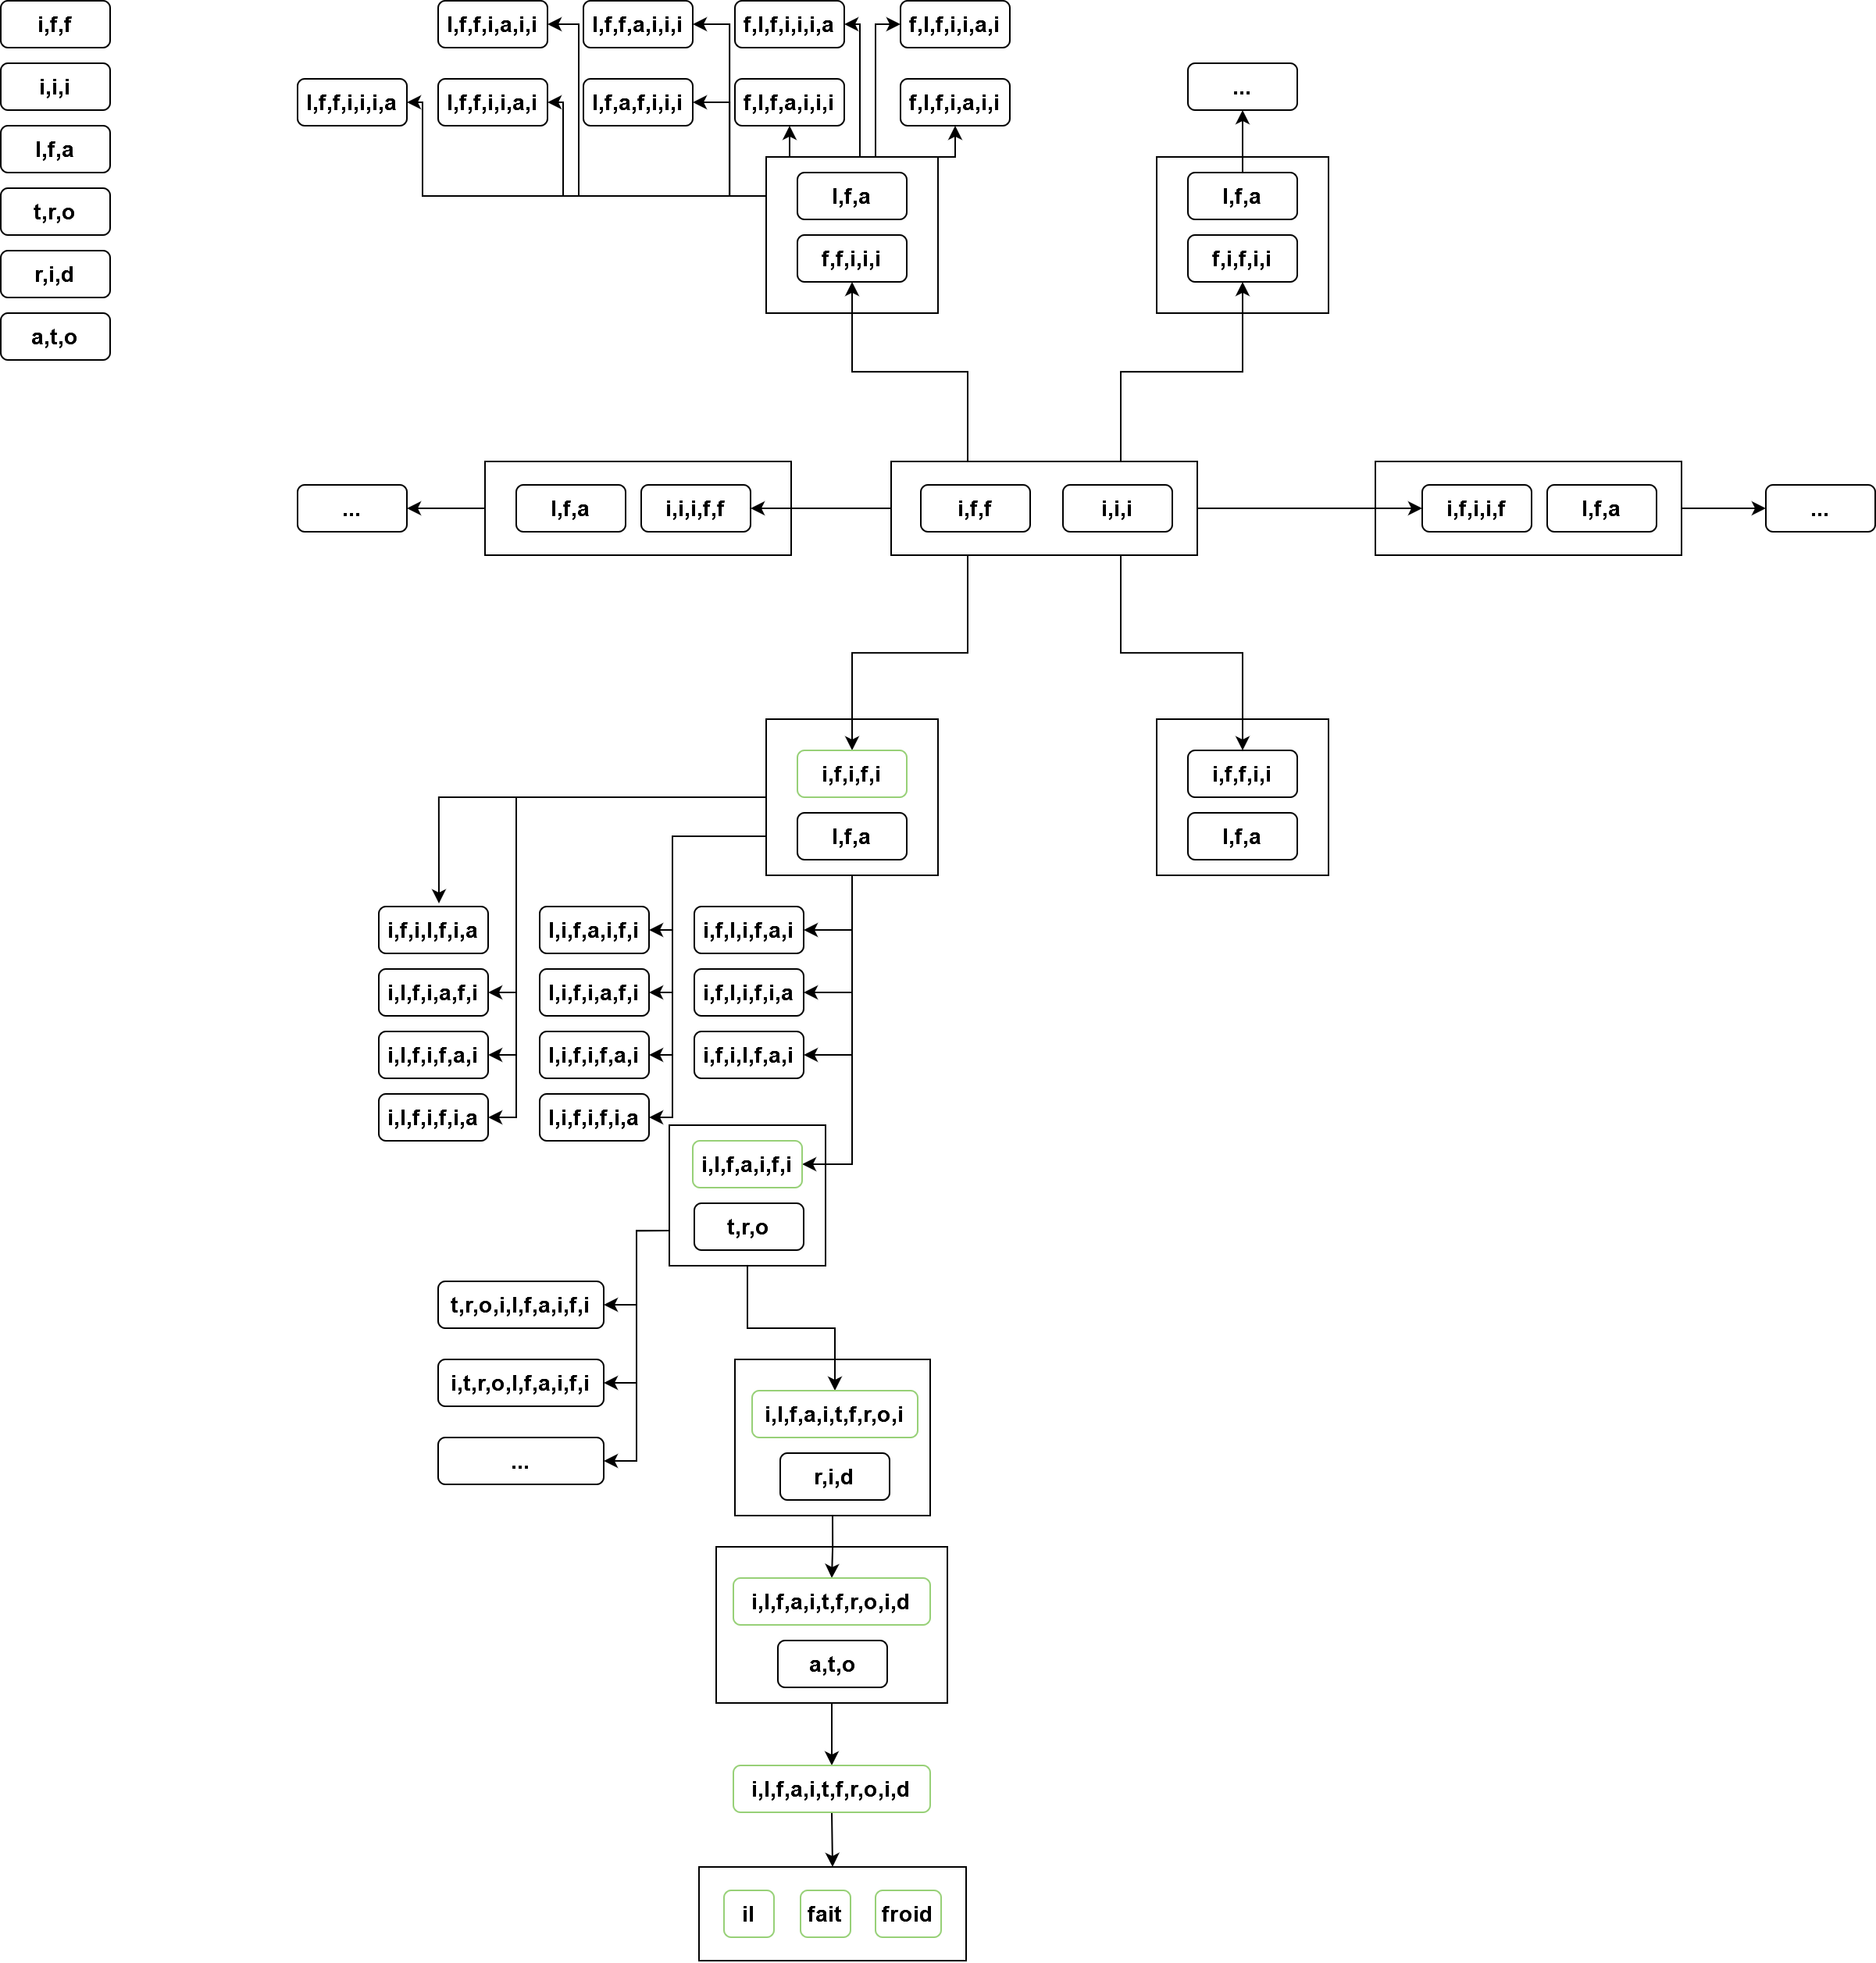 i,f,f
i,i,i
l,f,a
t,r,o
r,i,d
a,t,o
l,f,f,i,a,i,i
l,f,f,a,i,i,i
f,l,f,i,i,i,a
f,l,f,i,i,a,i
l,f,f,i,i,i,a
l,f,f,i,i,a,i
l,f,a,f,i,i,i
f,l,f,a,i,i,i
f,l,f,i,a,i,i
...
l,f,a
f,f,i,i,i
l,f,a
f,i,f,i,i
...
l,f,a
i,i,i,f,f
i,f,f
i,i,i
i,f,i,i,f
l,f,a
...
i,f,i,f,i
l,f,a
i,f,f,i,i
l,f,a
i,f,i,l,f,i,a
l,i,f,a,i,f,i
i,f,l,i,f,a,i
i,l,f,i,a,f,i
l,i,f,i,a,f,i
i,f,l,i,f,i,a
i,l,f,i,f,a,i
l,i,f,i,f,a,i
i,f,i,l,f,a,i
i,l,f,i,f,i,a
l,i,f,i,f,i,a
i,l,f,a,i,f,i
t,r,o
t,r,o,i,l,f,a,i,f,i
i,t,r,o,l,f,a,i,f,i
...
i,l,f,a,i,t,f,r,o,i
r,i,d
i,l,f,a,i,t,f,r,o,i,d
a,t,o
i,l,f,a,i,t,f,r,o,i,d
il fait froid